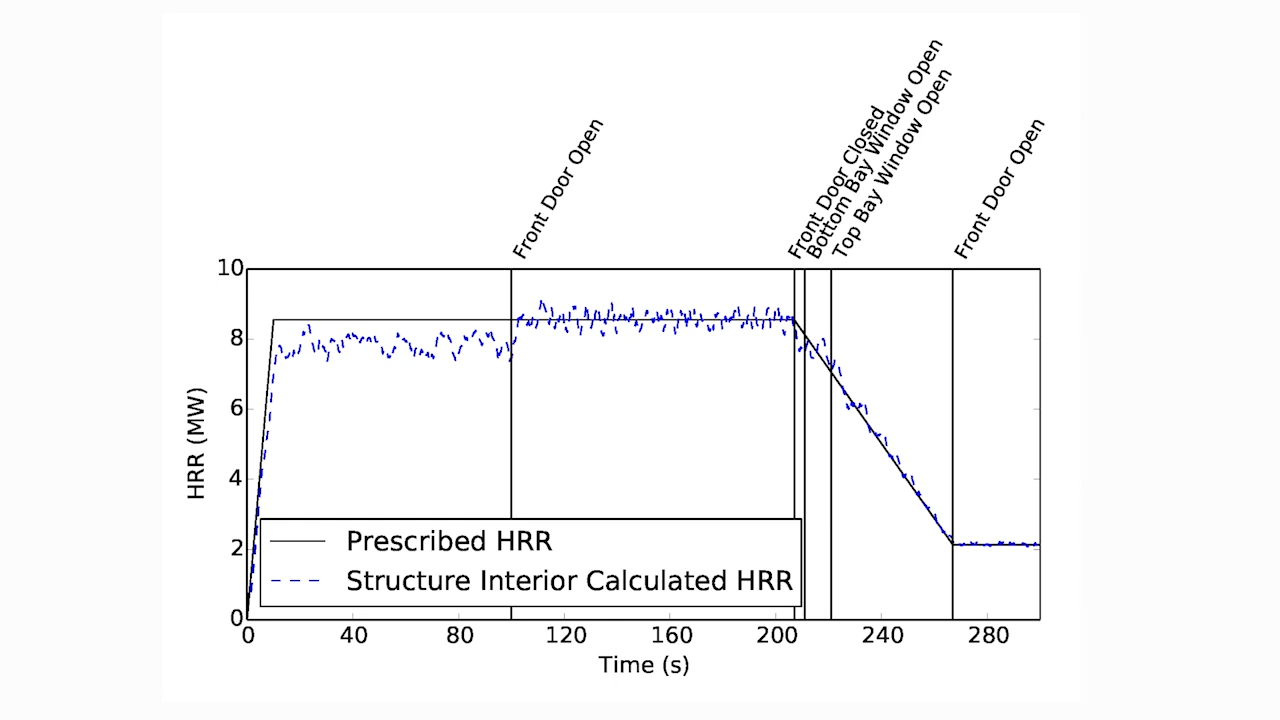 Front Door Open
Front Door Closed
Bottom Bay Window Open
Top Bay Window Open
Front Door Open
10
8
6
4
2
0
HRR (MW)
Prescribed HRR
Structure Interior Calculated HRR
0 40 80 120 160 200 240 280
Time (s)